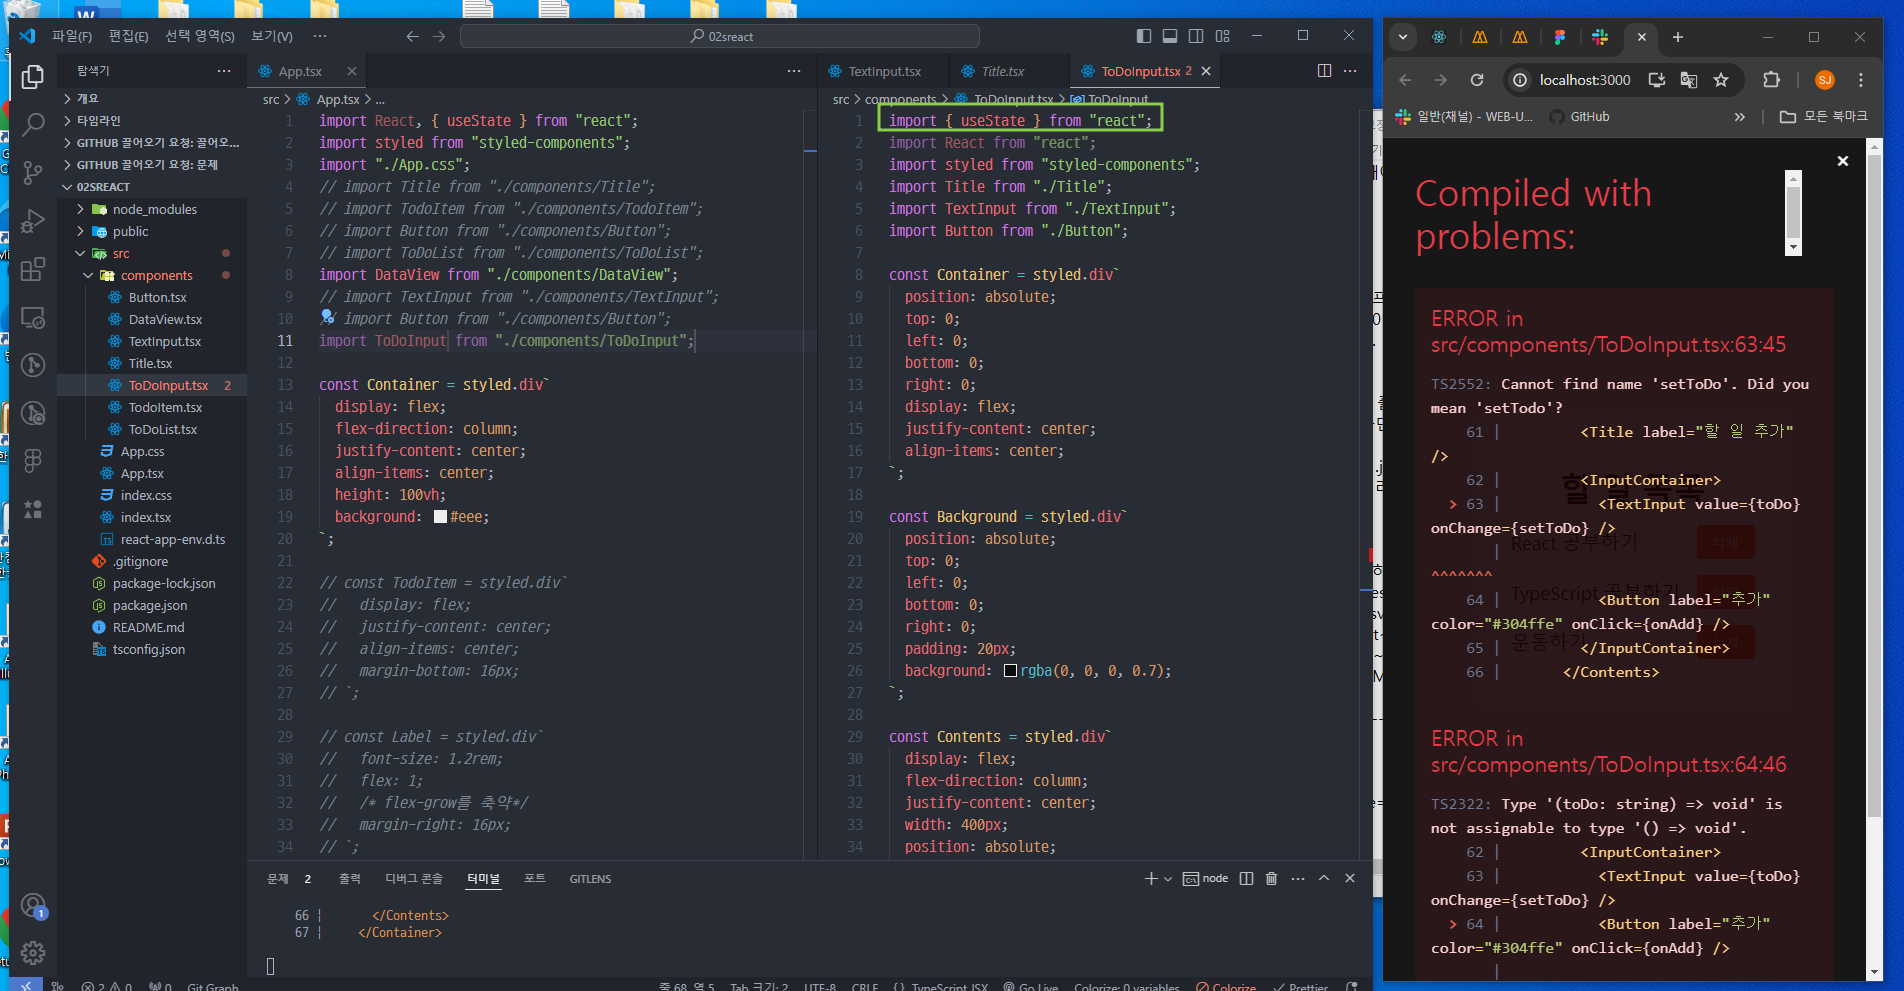 파일(F) 편집(E) 선택 영역(S) 보기(V) ···
02sreact
탐색기
개요
타임라인
GITHUB 끌어오기 요청: 끌어오...
GITHUB 끌어오기 요청: 문제
02SREACT
node_modules
public
src
components
Button.tsx
DataView.tsx
TextInput.tsx
Title.tsx
ToDoInput.tsx 2
TodoItem.tsx
ToDoList.tsx
App.css
App.tsx
index.css
index.tsx
react-app-env.d.ts
.gitignore
package-lock.json
package.json
README.md
tsconfig.json
App.tsx
src > App.tsx > ...
1 import React, { useState } from "react";
2 import styled from "styled-components";
3 import "./App.css";
4 // import Title from "./components/Title";
5 // import TodoItem from "./components/TodoItem";
6 // import Button from "./components/Button";
7 // import ToDoList from "./components/ToDoList";
8 import DataView from "./components/DataView";
9 // import TextInput from "./components/TextInput";
10 // import Button from "./components/Button";
11 import ToDoInput from "./components/ToDoInput";
12
13 const Container = styled.div`
14 display: flex;
15 flex-direction: column;
16 justify-content: center;
17 align-items: center;
18 height: 100vh;
19 background: #eee;
20 `;
21
22 // const TodoItem = styled.div`
23 // display: flex;
24 // justify-content: center;
25 // align-items: center;
26 // margin-bottom: 16px;
27 // `;
28
29 // const Label = styled.div`
30 // font-size: 1.2rem;
31 // flex: 1;
32 // /* flex-grow를 축약*/
33 // margin-right: 16px;
34 // `;
TextInput.tsx Title.tsx ToDoInput.tsx 2
src > components > ToDoInput.tsx > ToDoInput
1 import { useState } from "react";
2 import React from "react";
3 import styled from "styled-components";
4 import Title from "./Title";
5 import TextInput from "./TextInput";
6 import Button from "./Button";
7
8 const Container = styled.div`
9 position: absolute;
10 top: 0;
11 left: 0;
12 bottom: 0;
13 right: 0;
14 display: flex;
15 justify-content: center;
16 align-items: center;
17 `;
18
19 const Background = styled.div`
20 position: absolute;
21 top: 0;
22 left: 0;
23 bottom: 0;
24 right: 0;
25 padding: 20px;
26 background: rgba(0, 0, 0, 0.7);
27 `;
28
29 const Contents = styled.div`
30 display: flex;
31 flex-direction: column;
32 justify-content: center;
33 width: 400px;
34 position: absolute;
문제 2 출력 디버그 콘솔 터미널 포트 GITLENS
node
66 ¦ </Contents>
67 ¦ </Container>
1
2 0 0 Git Graph
줄 68, 열 5 Tab 크기: 2 UTF-8 CRLF {} TypeScript JSX Go Live Colorize: 0 variables Colorize Prettier
localhost:3000
SJ
일반(채널) - WEB-U... GitHub » 모든 북마크
Compiled with
problems:
ERROR in
src/components/ToDoInput.tsx:63:45
TS2552: Cannot find name 'setToDo'. Did you
mean 'setTodo'?
61 | <Title label="할 일 추가"
/>
62 | <InputContainer>
> 63 | <TextInput value={toDo}
onChange={setToDo} />
|
^^^^^^^
64 | <Button label="추가"
color="#304ffe" onClick={onAdd} />
65 | </InputContainer>
66 | </Contents>
할 일 목록
React 공부하기 삭제
TypeScript 공부하기
운동하기
ERROR in
src/components/ToDoInput.tsx:64:46
TS2322: Type '(toDo: string) => void' is
not assignable to type '() => void'.
62 | <InputContainer>
63 | <TextInput value={toDo}
onChange={setToDo} />
> 64 | <Button label="추가"
color="#304ffe" onClick={onAdd} />
|